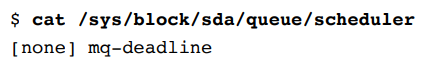 $ cat /sys/block/sda/queue/scheduler
[none] mq-deadline